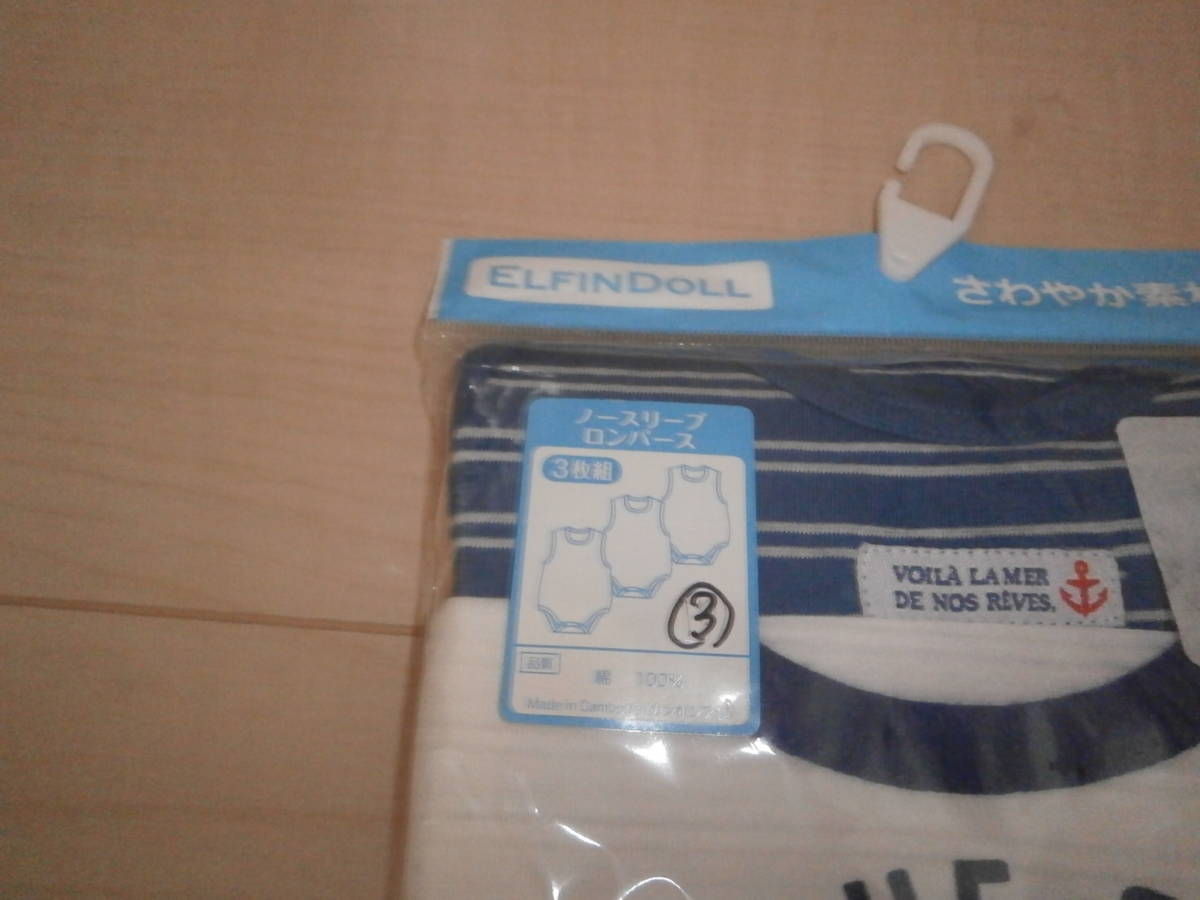 ELFINDOLL
さわやか素
ノースリーブ
ロンパース
3枚組
3
品質
綿 100%
Made in
VOILÀ LA MER
DE NOS RÊVES,